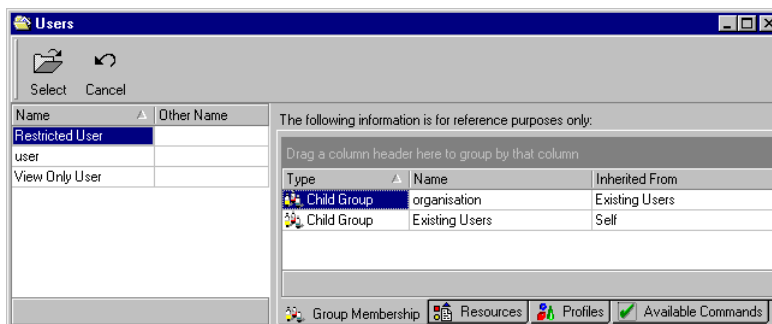 Users
Select Cancel
Name Other Name
Restricted User
user
View Only User
The following information is for reference purposes only:
Drag a column header here to group by that column
Type Name Inherited From
Child Group organisation Existing Users
Child Group Existing Users Self
Group Membership Resources Profiles Available Commands